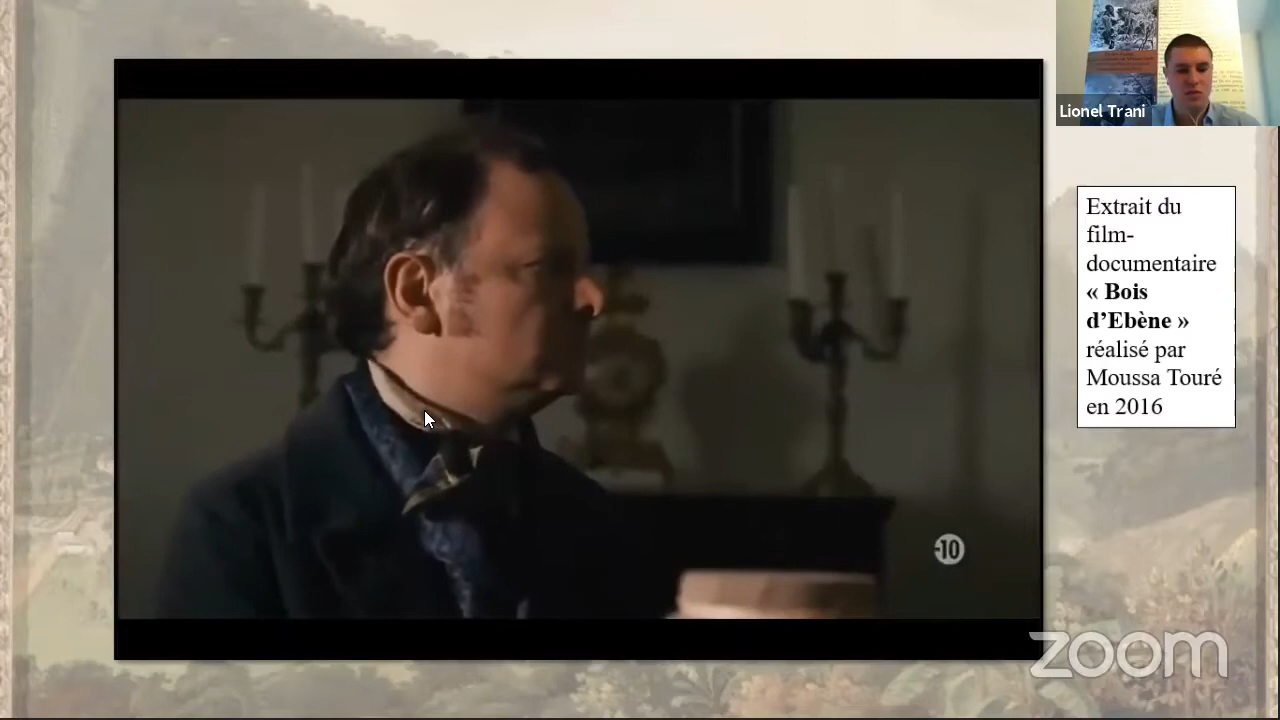 Lionel Trani
Extrait du
film-
documentaire
« Bois
d’Ebène »
réalisé par
Moussa Touré
en 2016
-10
zoom